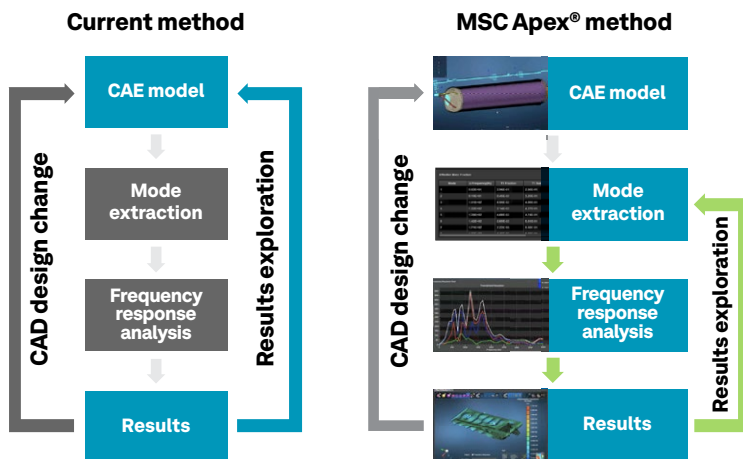 Current method
CAE model
Mode
extraction
Frequency
response
analysis
Results
CAD design change
Results exploration
MSC Apex® method
CAE model
Mode
extraction
Frequency
response
analysis
Results
CAD design change
Results exploration